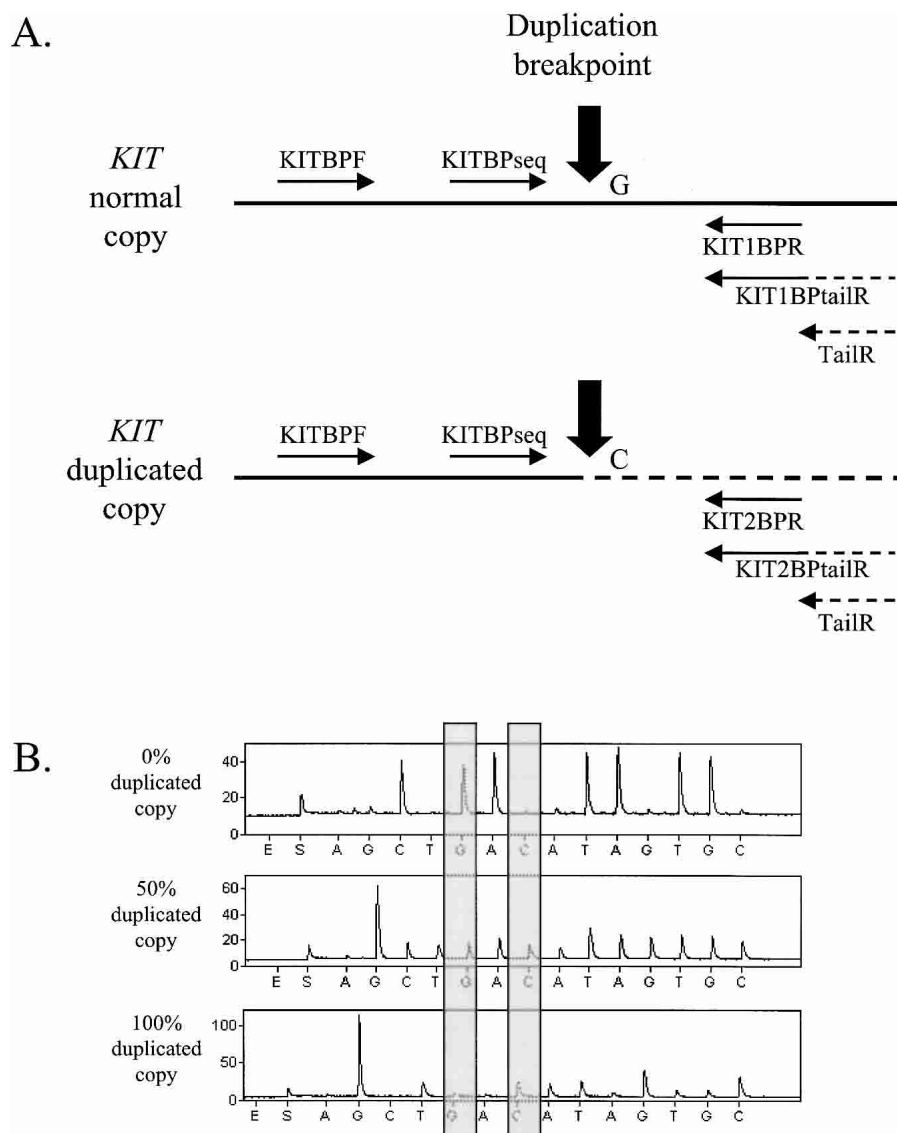 A.
Duplication
breakpoint
KIT
normal
copy
KITBPF
KITBPseq
G
KIT1BPR
KIT1BPtailR
TailR
KIT
duplicated
copy
KITBPF
KITBPseq
C
KIT2BPR
KIT2BPtailR
TailR
B.
0%
duplicated
copy
40
20
0
E S A G C T G A C A T A G T G C
50%
duplicated
copy
60
40
20
0
E S A G C T G A C A T A G T G C
100%
duplicated
copy
100
50
0
E S A G C T G A C A T A G T G C